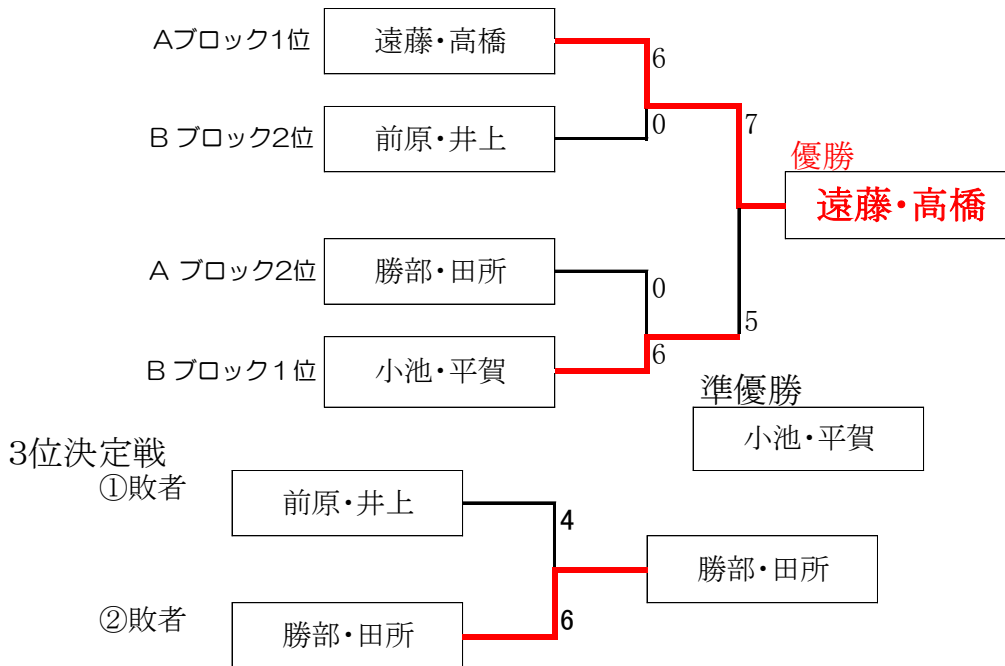 Aブロック1位
遠藤・高橋
6
0
B ブロック2位
前原・井上
7
優勝
遠藤・高橋
A ブロック2位
勝部・田所
0
5
6
B ブロック1位
小池・平賀
準優勝
小池・平賀
3位決定戦
①敗者
前原・井上
4
勝部・田所
②敗者
勝部・田所
6